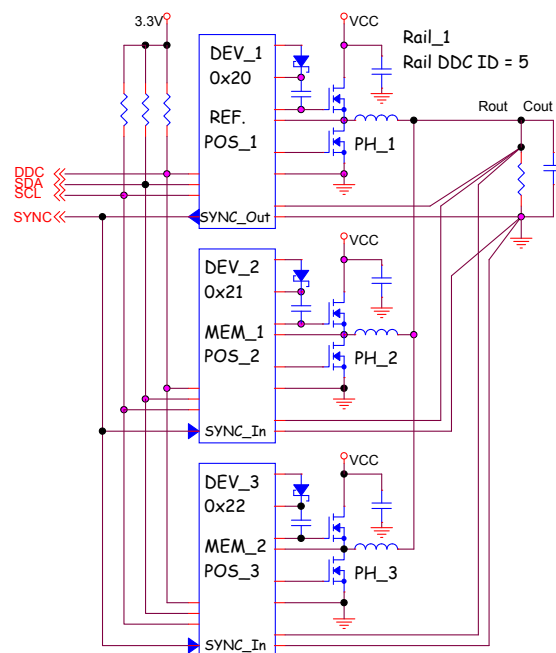 3.3V
VCC
DEV_1
Rail_1
0x20
Rail DDC ID = 5
REF.
Rout
Cout
POS_1
PH_1
DDC
SDA
SCL
SYNC
SYNC_Out
VCC
DEV_2
0x21
MEM_1
POS_2
PH_2
SYNC_In
VCC
DEV_3
0x22
MEM_2
POS_3
PH_3
SYNC_In